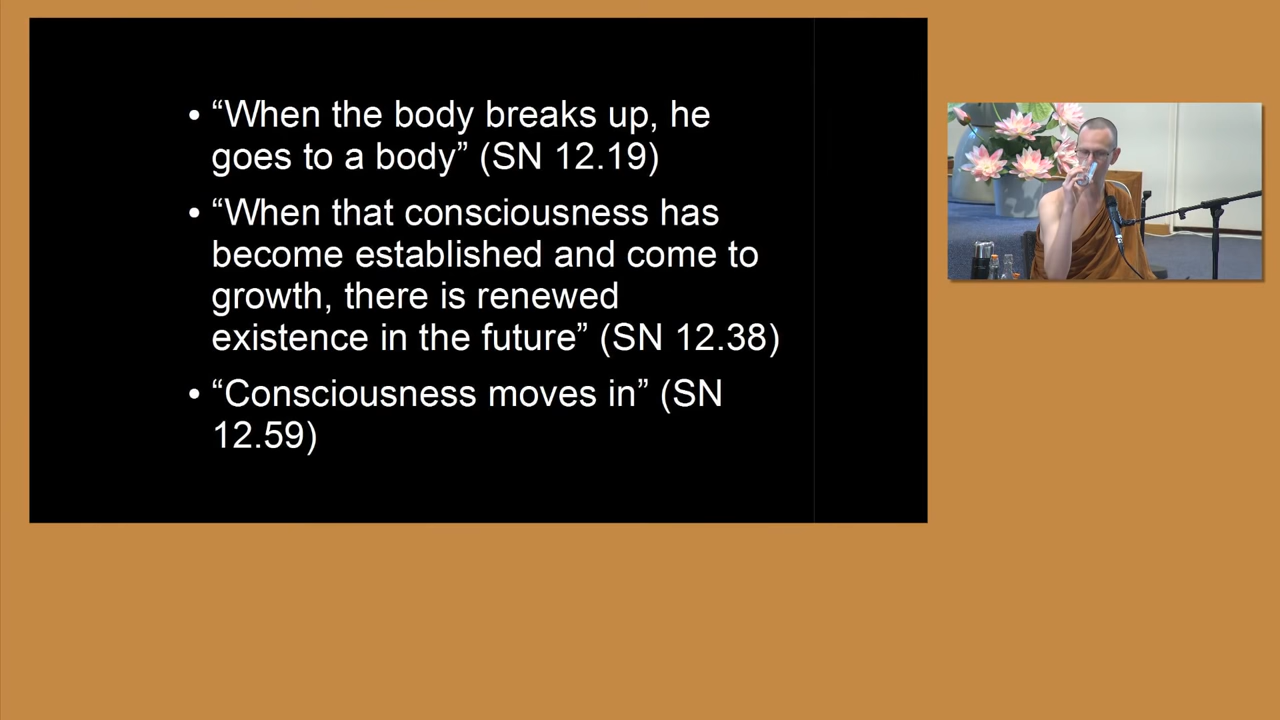 • “When the body breaks up, he
goes to a body” (SN 12.19)
• “When that consciousness has
become established and come to
growth, there is renewed
existence in the future” (SN 12.38)
• “Consciousness moves in” (SN
12.59)